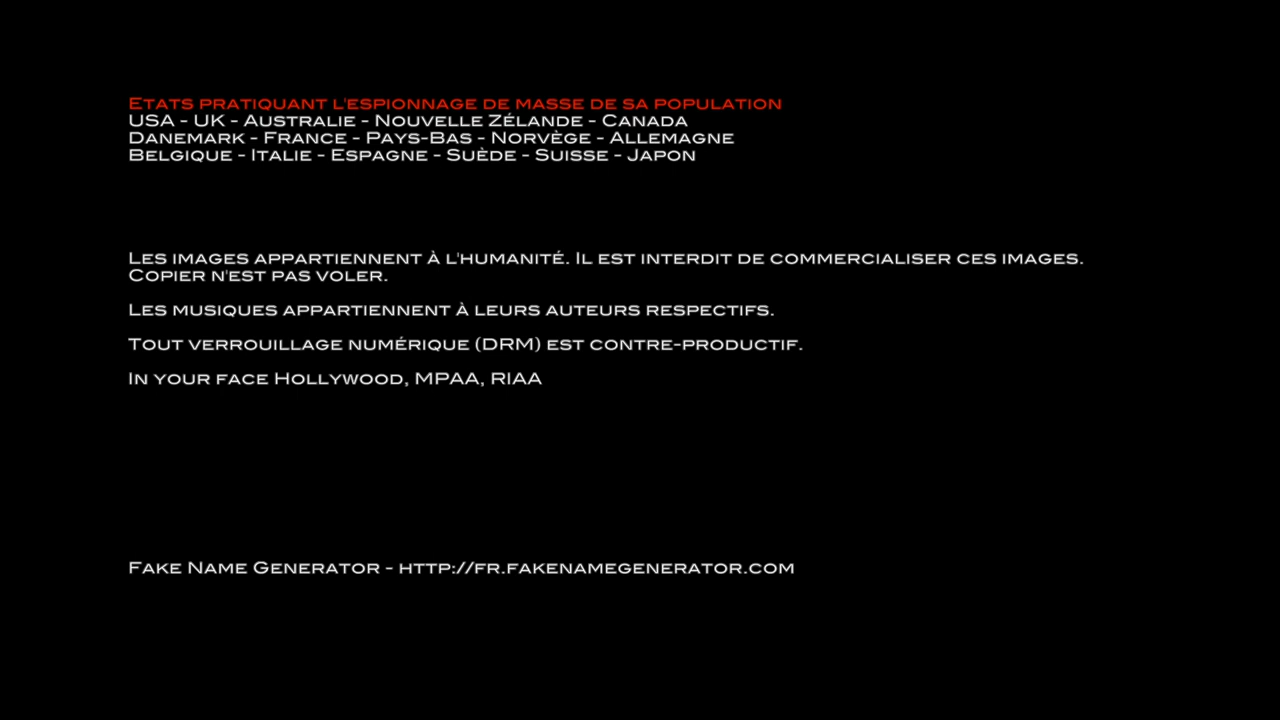 Etats pratiquant l'espionnage de masse de sa population
USA - UK - Australie - Nouvelle Zélande - Canada
Danemark - France - Pays-Bas - Norvège - Allemagne
Belgique - Italie - Espagne - Suède - Suisse - Japon
Les images appartiennent à l'humanité. Il est interdit de commercialiser ces images.
Copier n'est pas voler.
Les musiques appartiennent à leurs auteurs respectifs.
Tout verrouillage numérique (DRM) est contre-productif.
In your face Hollywood, MPAA, RIAA
Fake Name Generator - http://fr.fakenamegenerator.com